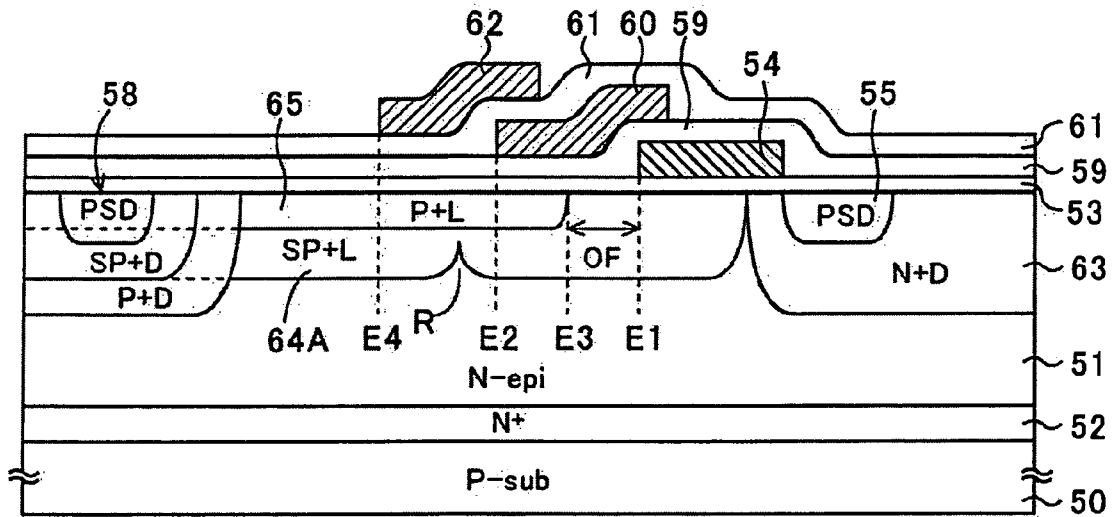 62 61 60 59 54
58 65 55
61
59
53
PSD P+L PSD
SP+L OF
SP+D N+D 63
P+D
64A E4 R E2 E3 E1
51
N-epi
N+ 52
P-sub
50